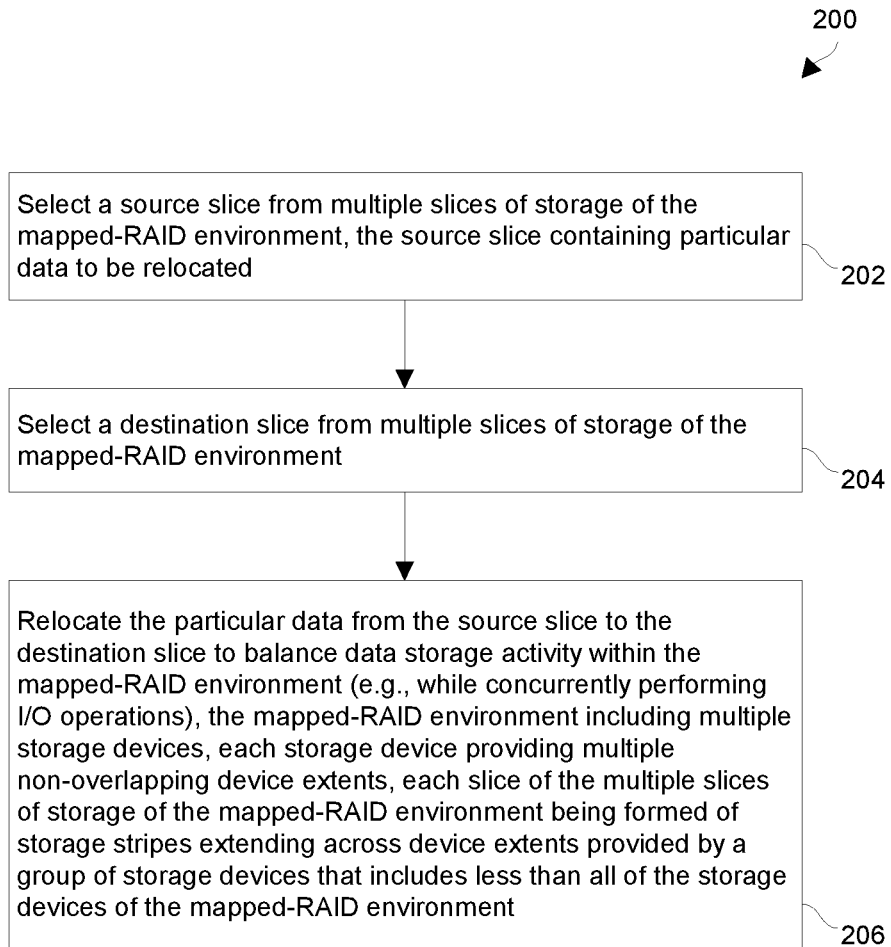 200
Select a source slice from multiple slices of storage of the
mapped-RAID environment, the source slice containing particular
data to be relocated
202
Select a destination slice from multiple slices of storage of the
mapped-RAID environment
204
Relocate the particular data from the source slice to the
destination slice to balance data storage activity within the
mapped-RAID environment (e.g., while concurrently performing
I/O operations), the mapped-RAID environment including multiple
storage devices, each storage device providing multiple
non-overlapping device extents, each slice of the multiple slices
of storage of the mapped-RAID environment being formed of
storage stripes extending across device extents provided by a
group of storage devices that includes less than all of the storage
devices of the mapped-RAID environment
206